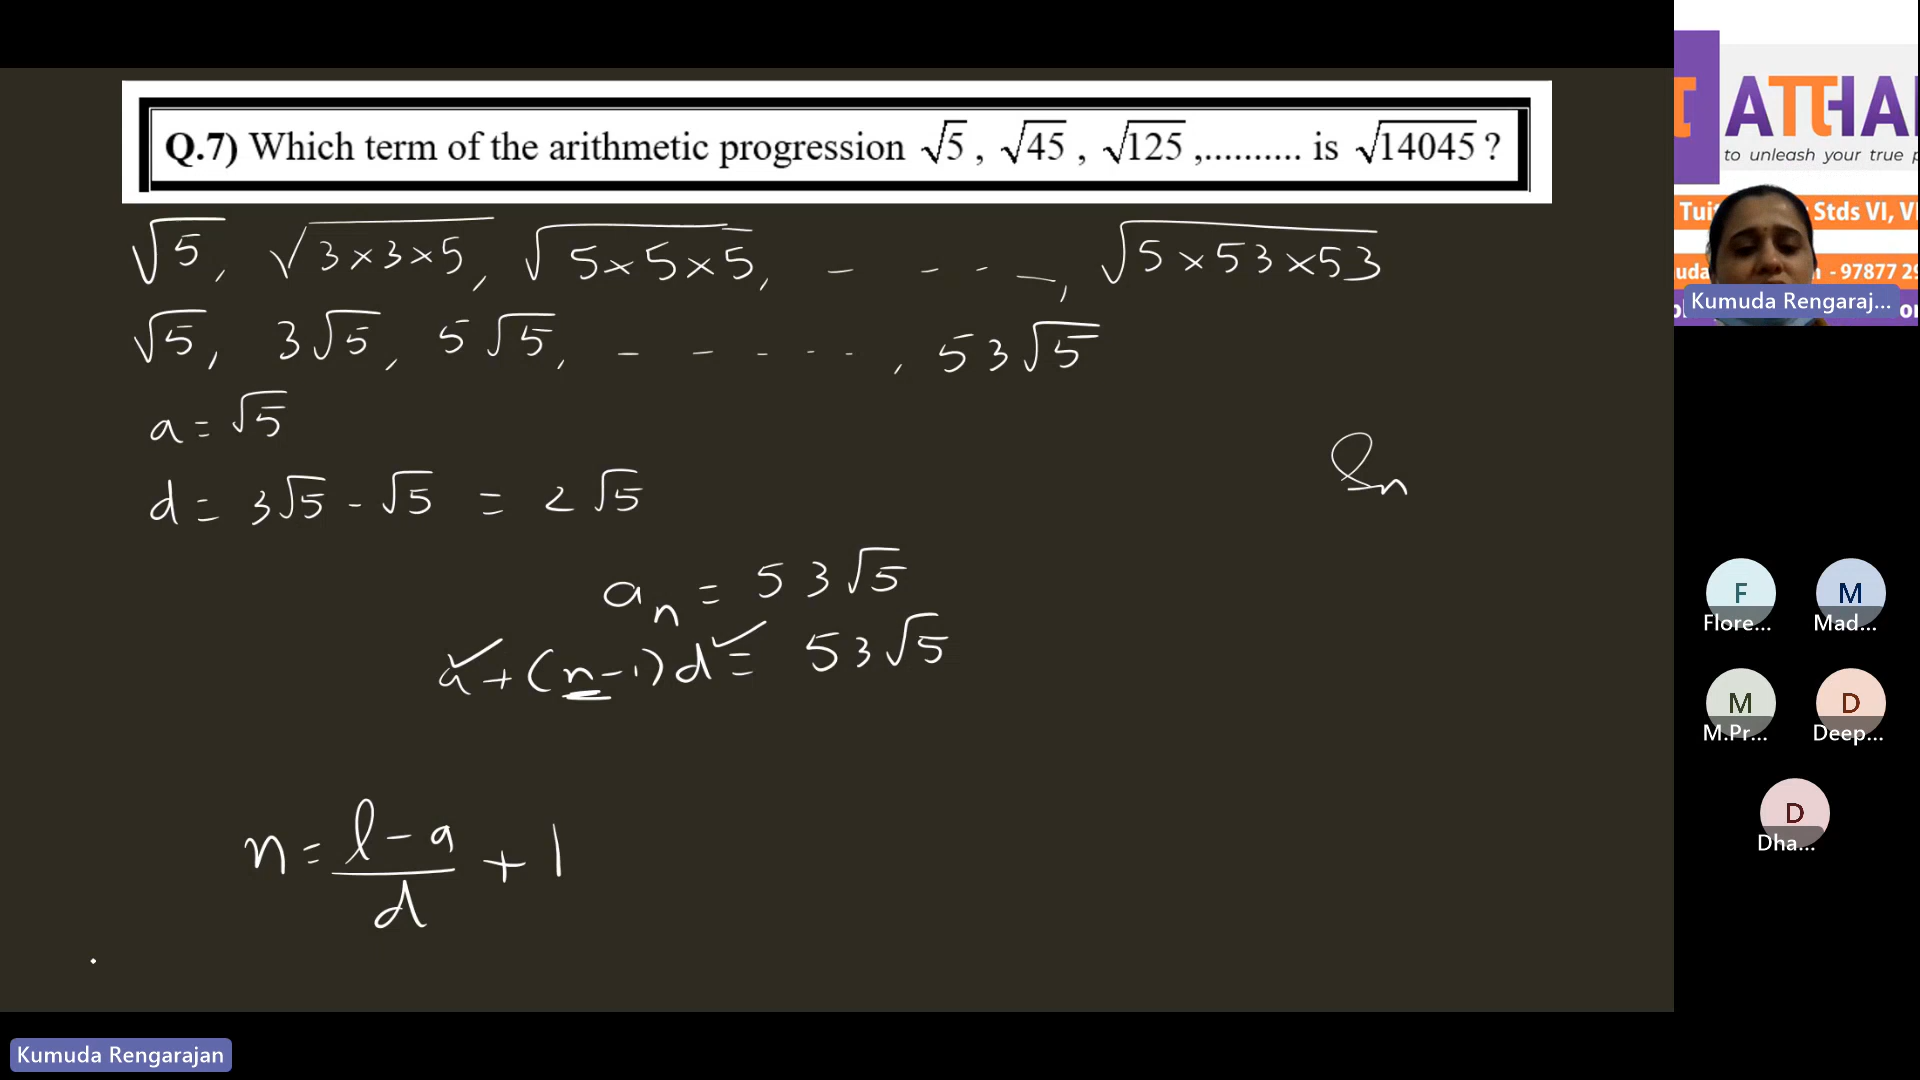 Q.7) Which term of the arithmetic progression √5 , √45 , √125 ,.......... is √14045 ?
√5, √3×3×5, √5×5×5, - - - -, √5×53×53
√5, 3√5, 5√5, - - - - -, 53√5
a = √5
d = 3√5 - √5 = 2√5
aₙ = 53√5
a + (n-1)d = 53√5
n = (l - a)/d + 1
ATTHA
to unleash your true p
Tuit
Stds VI, V
- 97877 29
Kumuda Rengaraj...
F
Flore...
M
Mad...
M
M.Pr...
D
Deep...
D
Dha...
Kumuda Rengarajan